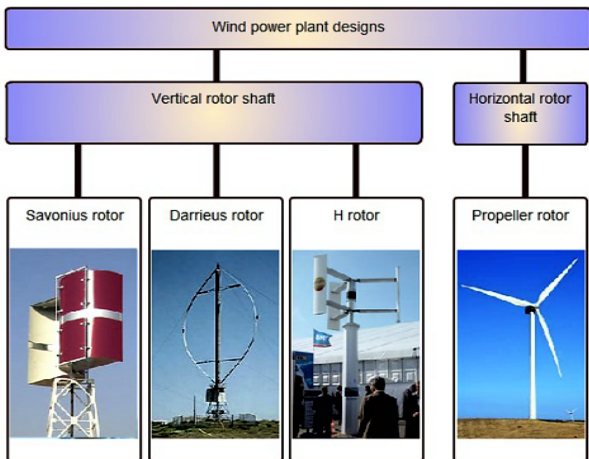 Wind power plant designs
Vertical rotor shaft
Horizontal rotor
shaft
Savonius rotor
Darrieus rotor
H rotor
Propeller rotor